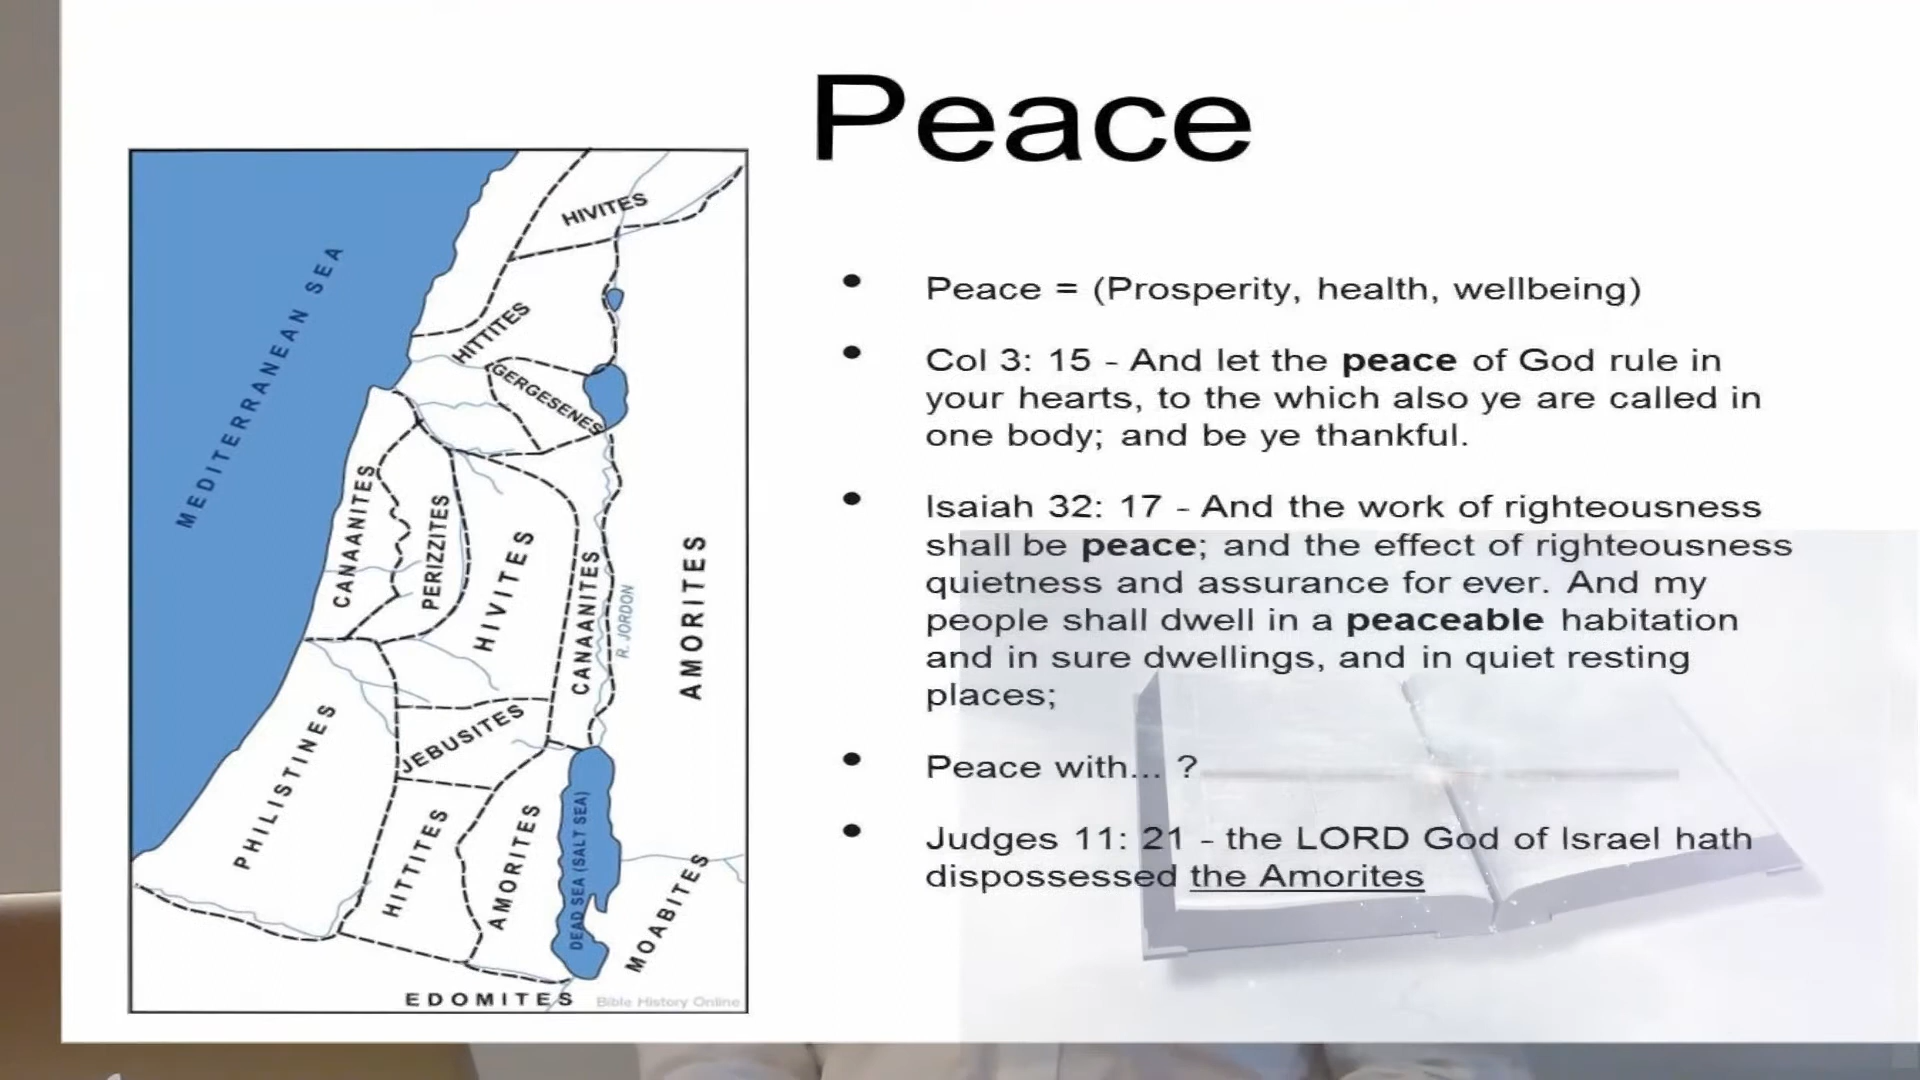 Peace
MEDITERRANEAN SEA
HIVITES
HITTITES
GERGESENES
CANAANITES
PERIZZITES
HIVITES
CANAANITES
R. JORDON
AMORITES
PHILISTINES
JEBUSITES
HITTITES
AMORITES
DEAD SEA (SALT SEA)
MOABITES
EDOMITES
Bible History Online
• Peace = (Prosperity, health, wellbeing)
• Col 3: 15 - And let the peace of God rule in
your hearts, to the which also ye are called in
one body; and be ye thankful.
• Isaiah 32: 17 - And the work of righteousness
shall be peace; and the effect of righteousness
quietness and assurance for ever. And my
people shall dwell in a peaceable habitation
and in sure dwellings, and in quiet resting
places;
• Peace with... ?
• Judges 11: 21 - the LORD God of Israel hath
dispossessed the Amorites